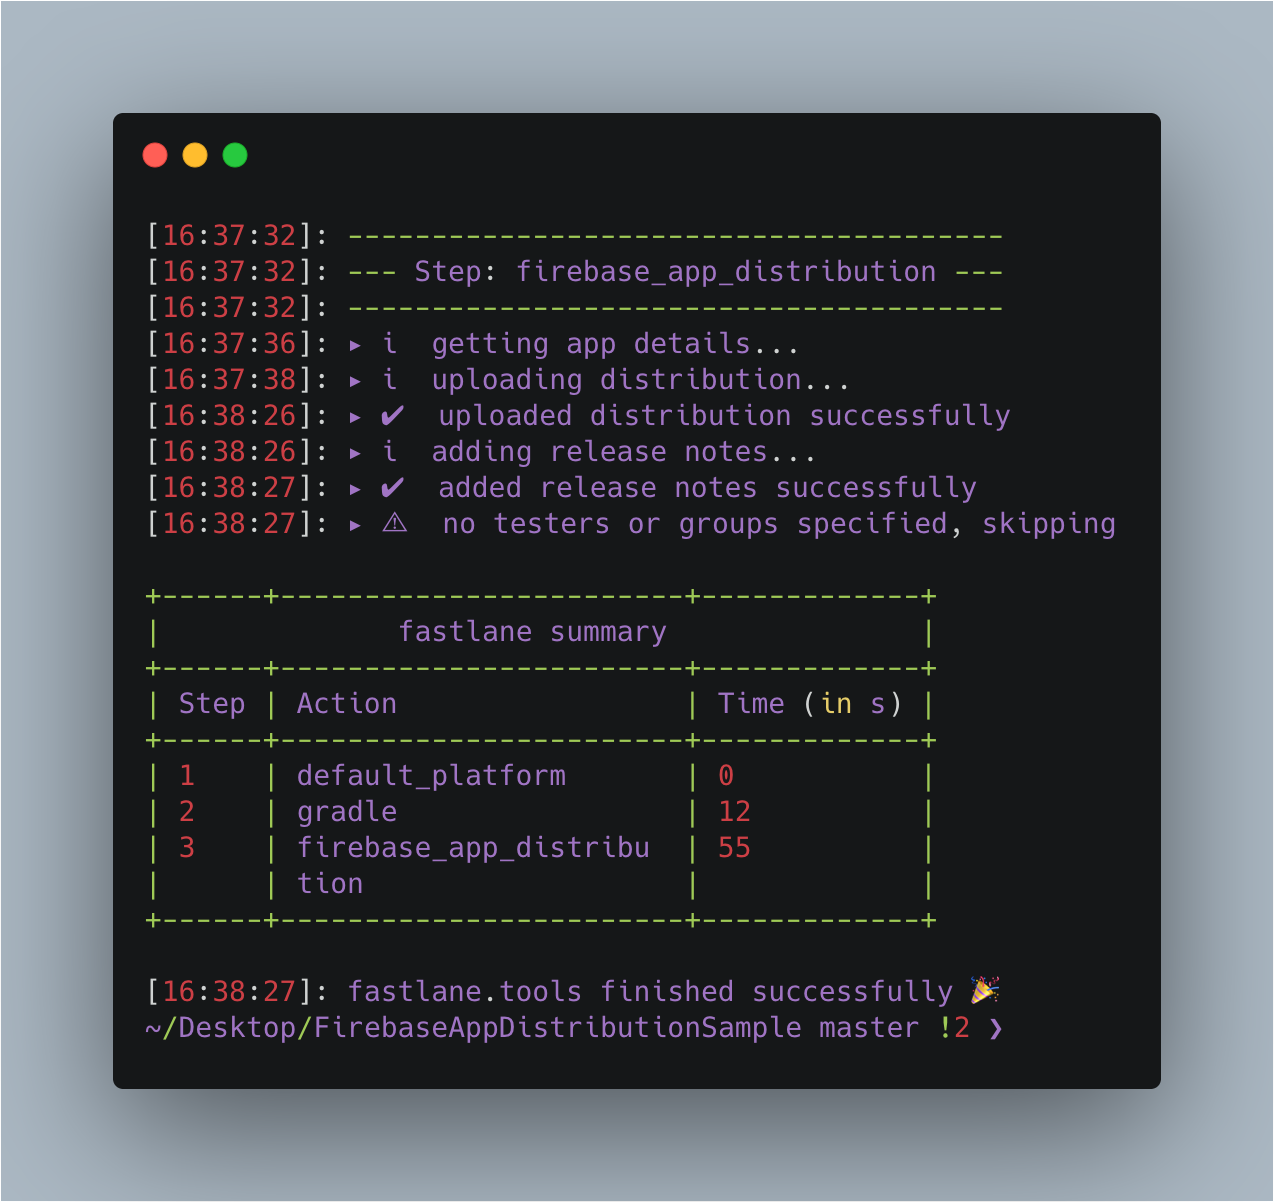 [16:37:32]: ---------------------------------------
[16:37:32]: --- Step: firebase_app_distribution ---
[16:37:32]: ---------------------------------------
[16:37:36]: ▸ i  getting app details...
[16:37:38]: ▸ i  uploading distribution...
[16:38:26]: ▸ ✔  uploaded distribution successfully
[16:38:26]: ▸ i  adding release notes...
[16:38:27]: ▸ ✔  added release notes successfully
[16:38:27]: ▸ ⚠  no testers or groups specified, skipping
+------+------------------------+-------------+
|              fastlane summary               |
+------+------------------------+-------------+
| Step | Action                 | Time (in s) |
+------+------------------------+-------------+
| 1    | default_platform       | 0           |
| 2    | gradle                 | 12          |
| 3    | firebase_app_distribu  | 55          |
|      | tion                   |             |
+------+------------------------+-------------+
[16:38:27]: fastlane.tools finished successfully 🎉
~/Desktop/FirebaseAppDistributionSample master !2 ❯